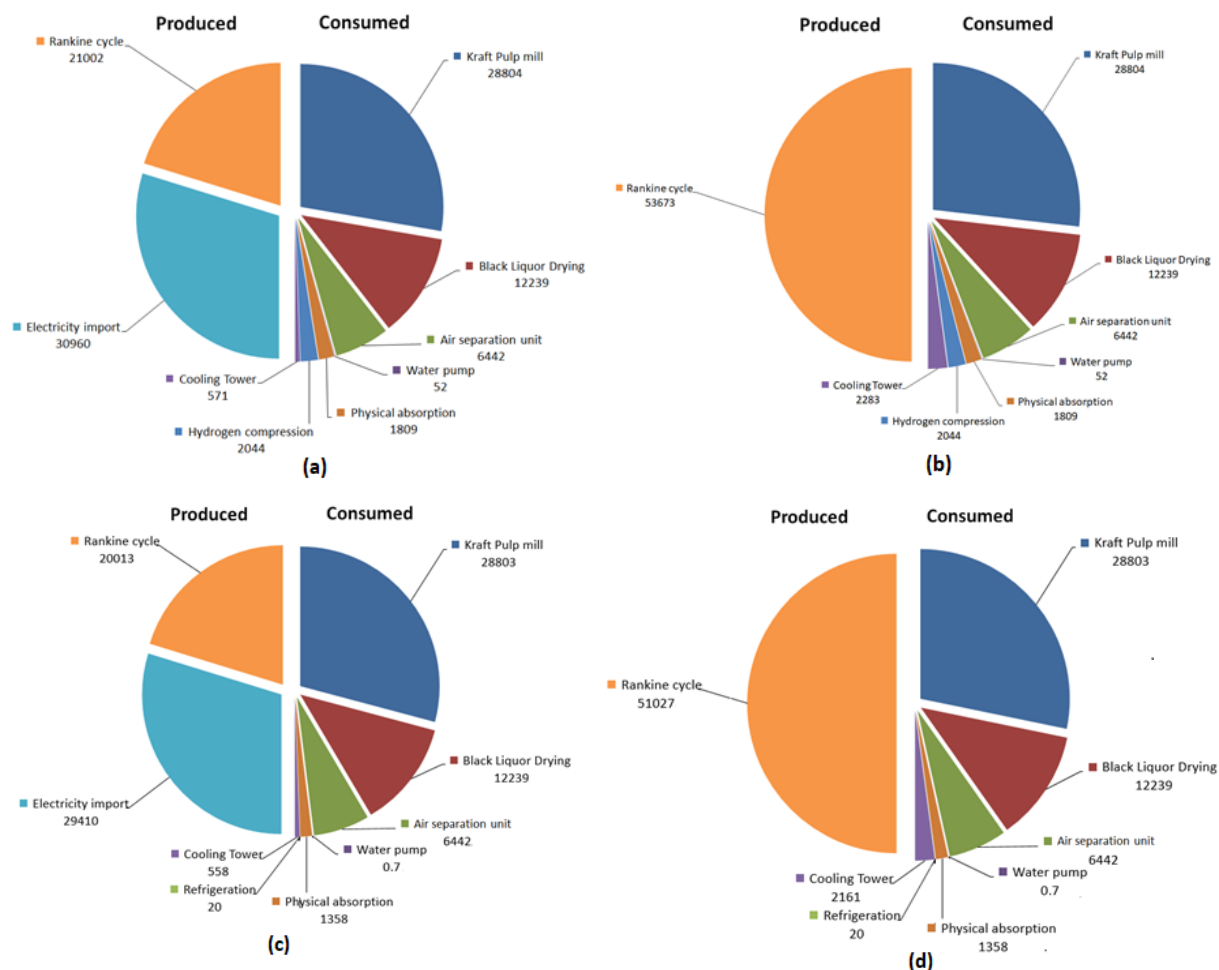 Produced Consumed
Rankine cycle
21002
Kraft Pulp mill
28804
Black Liquor Drying
12239
Electricity import
30960
Air separation unit
6442
Cooling Tower
571
Water pump
52
Physical absorption
1809
Hydrogen compression
2044
(a)
Produced Consumed
Kraft Pulp mill
28804
Rankine cycle
53673
Black Liquor Drying
12239
Air separation unit
6442
Water pump
52
Cooling Tower
2283
Physical absorption
1809
Hydrogen compression
2044
(b)
Produced Consumed
Rankine cycle
20013
Kraft Pulp mill
28803
Black Liquor Drying
12239
Electricity import
29410
Air separation unit
6442
Water pump
0.7
Cooling Tower
558
Refrigeration
20
Physical absorption
1358
(c)
Produced Consumed
Kraft Pulp mill
28803
Rankine cycle
51027
Black Liquor Drying
12239
Air separation unit
6442
Water pump
0.7
Cooling Tower
2161
Refrigeration
20
Physical absorption
1358
(d)